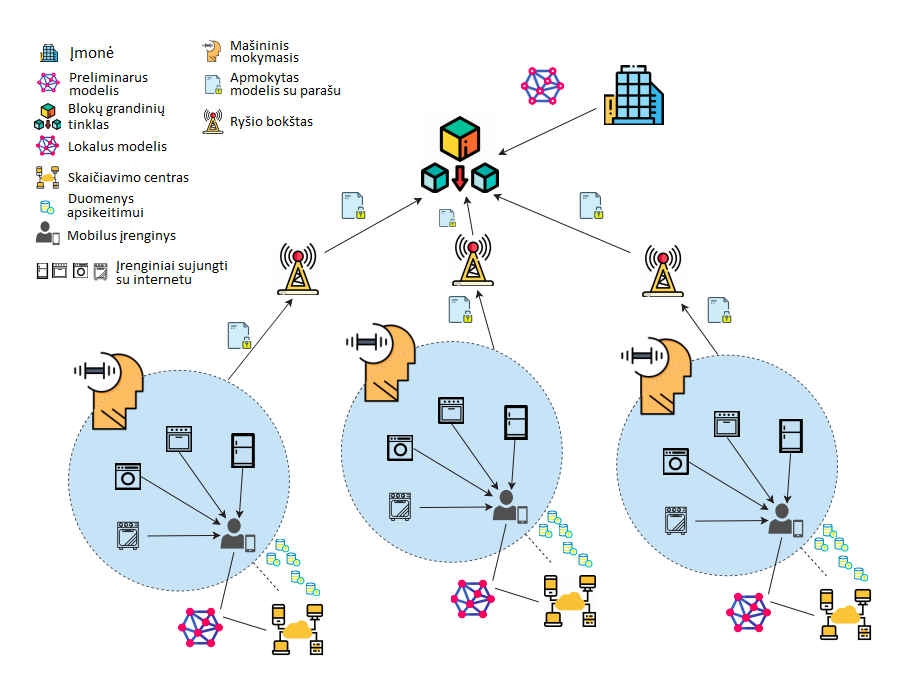 Įmonė
Preliminarus
modelis
Blokų grandinių
tinklas
Lokalus modelis
Skaičiavimo centras
Duomenys
apsikeitimui
Mobilus įrenginys
Įrenginiai sujungti
su internetu
Mašininis
mokymasis
Apmokytas
modelis su parašu
Ryšio bokštas